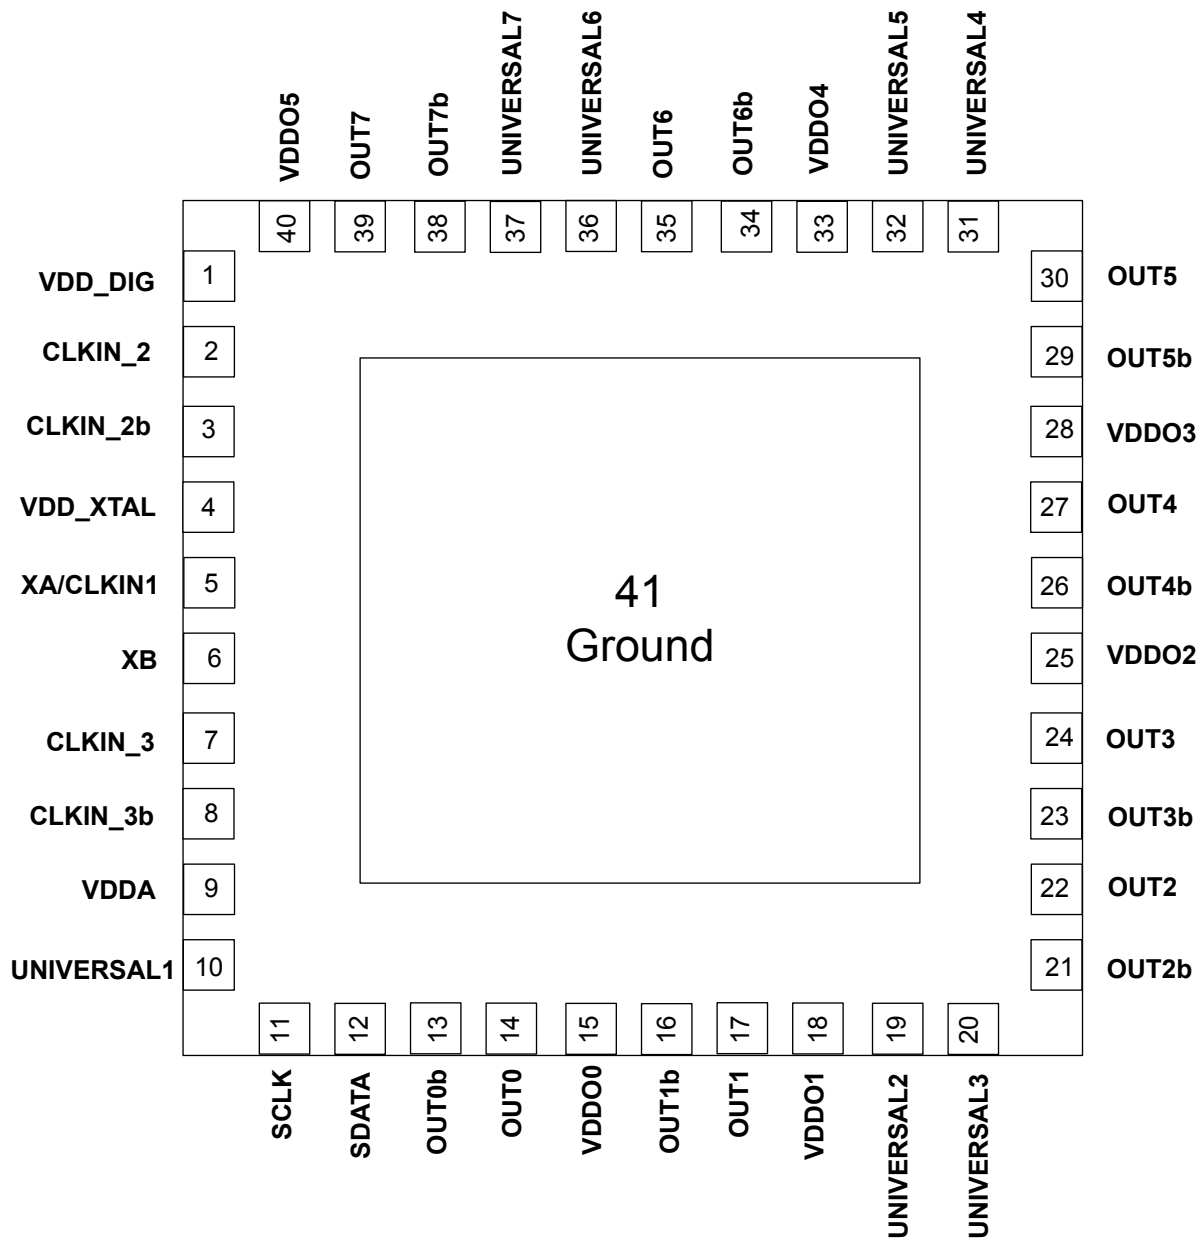 VDDO5
OUT7
OUT7b
UNIVERSAL7
UNIVERSAL6
OUT6
OUT6b
VDDO4
UNIVERSAL5
UNIVERSAL4
40
39
38
37
36
35
34
33
32
31
VDD_DIG
1
CLKIN_2
2
CLKIN_2b
3
VDD_XTAL
4
XA/CLKIN1
5
XB
6
CLKIN_3
7
CLKIN_3b
8
VDDA
9
UNIVERSAL1
10
41
Ground
30
OUT5
29
OUT5b
28
VDDO3
27
OUT4
26
OUT4b
25
VDDO2
24
OUT3
23
OUT3b
22
OUT2
21
OUT2b
11
12
13
14
15
16
17
18
19
20
SCLK
SDATA
OUT0b
OUT0
VDDO0
OUT1b
OUT1
VDDO1
UNIVERSAL2
UNIVERSAL3